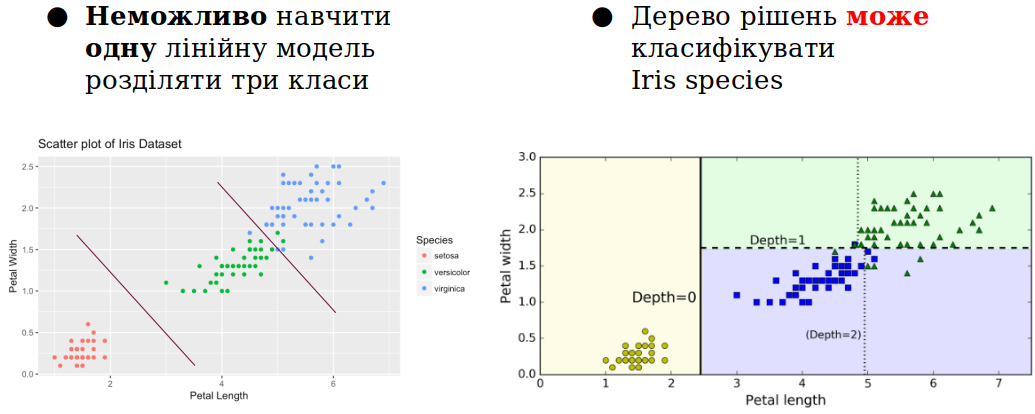 ● Неможливо навчити
одну лінійну модель
розділяти три класи
● Дерево рішень може
класифікувати
Iris species
Scatter plot of Iris Dataset
2.5
2.0
1.5
1.0
0.5
0.0
Petal Width
2
4
6
Petal Length
Species
setosa
versicolor
virginica
3.0
2.5
2.0
1.5
1.0
0.5
0.0
Petal width
Depth=1
Depth=0
(Depth=2)
0
1
2
3
4
5
6
7
Petal length